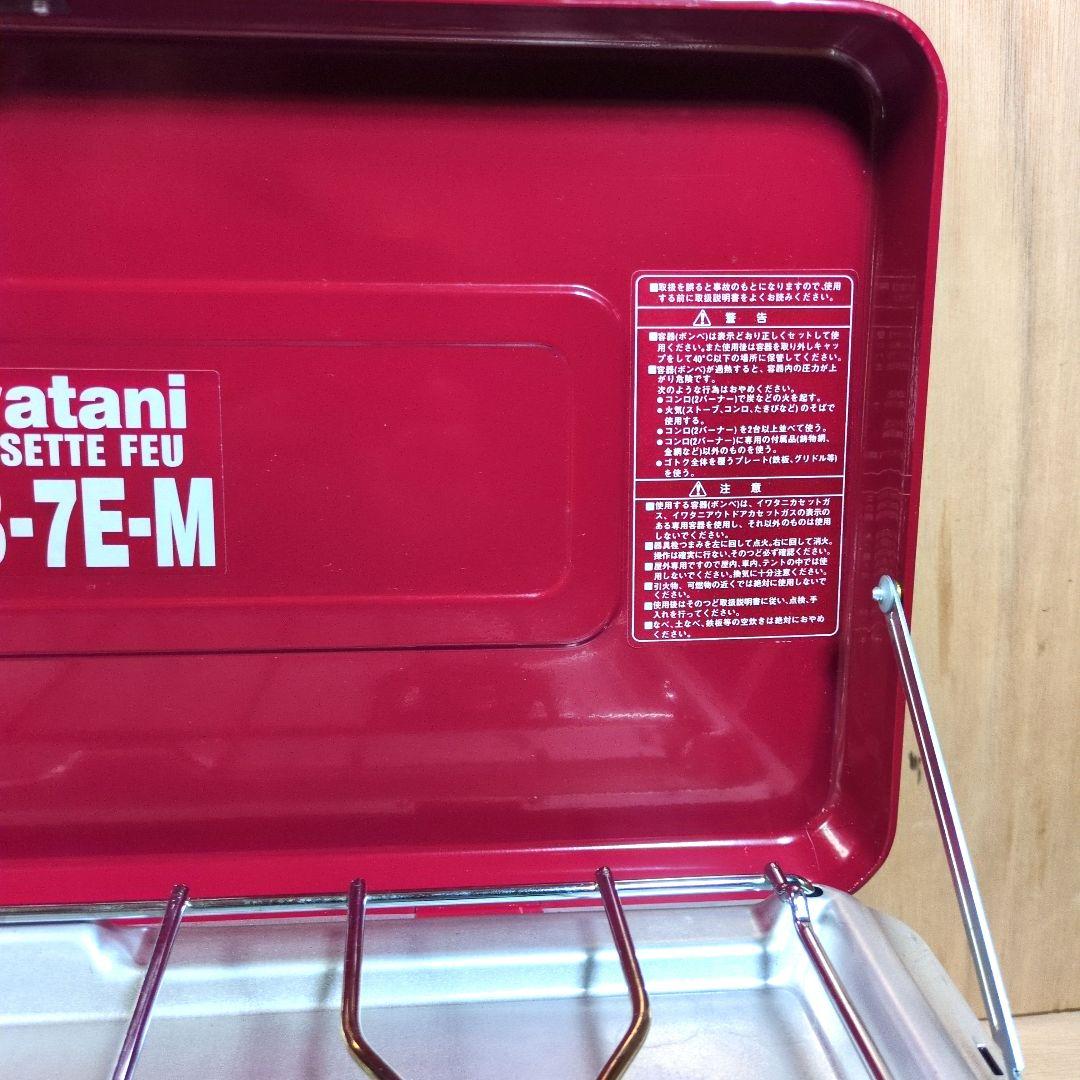 atani
SETTE FEU
-7E-M
■取扱を誤ると事故のもとになりますので、使用
する前に取扱説明書をよくお読みください。
⚠ 警 告
■容器(ボンベ)は表示どおり正しくセットして使
用ください。また使用後は容器を取り外しキャッ
プをして40°C以下の場所に保管してください。
■容器(ボンベ)が過熱すると、容器内の圧力が上
がり危険です。
次のような行為はおやめください。
●コンロ(2バーナー)で炭などの火を起す。
●火気(ストーブ、コンロ、たきびなど)のそばで
使用する。
●コンロ(2バーナー)を2台以上並べて使う。
●コンロ(2バーナー)に専用の付属品(鋳物網、
金網など)以外のものを使う。
●ゴトク全体を覆うプレート(鉄板、グリドル等)
を使う。
⚠ 注 意
■使用する容器(ボンベ)は、イワタニカセットガ
ス、イワタニアウトドアカセットガスの表示の
ある専用容器を使用し、それ以外のものは使用
しないでください。
■器具栓つまみを左に回して点火。右に回して消火。
操作は確実に行ない、そのつど必ず確認ください。
■屋外専用ですので屋内、車内、テントの中では使
用しないでください。換気に十分注意ください。
■引火物、可燃物の近くでは絶対に使用しないで
ください。
■使用後はそのつど取扱説明書に従い、点検、手
入れを行ってください。
■なべ、土なべ、鉄板等の空炊きは絶対におやめ
ください。